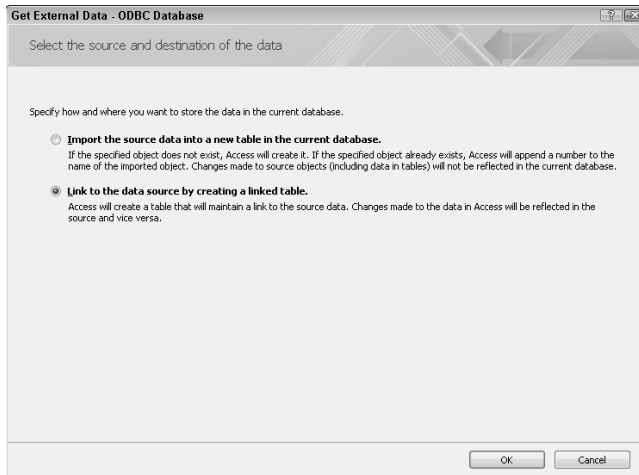 Get External Data - ODBC Database
Select the source and destination of the data
Specify how and where you want to store the data in the current database.
Import the source data into a new table in the current database.
If the specified object does not exist, Access will create it. If the specified object already exists, Access will append a number to the
name of the imported object. Changes made to source objects (including data in tables) will not be reflected in the current database.
Link to the data source by creating a linked table.
Access will create a table that will maintain a link to the source data. Changes made to the data in Access will be reflected in the
source and vice versa.
OK
Cancel